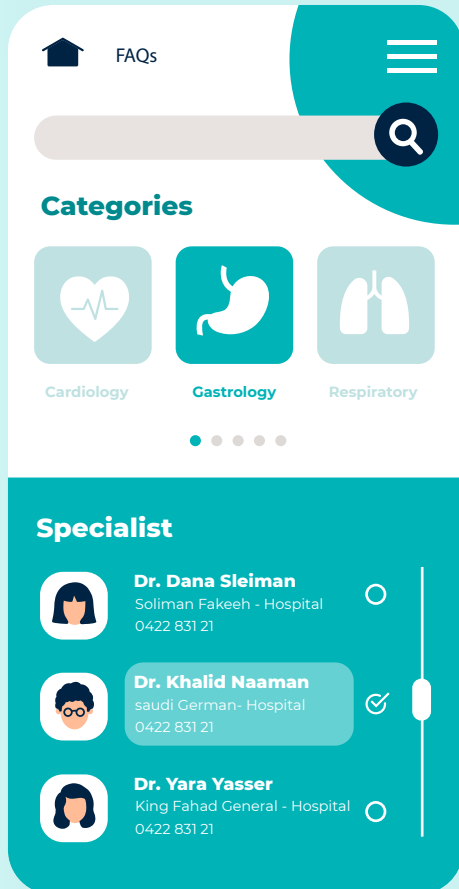 FAQs
Categories
Cardiology
Gastrology
Respiratory
Specialist
Dr. Dana Sleiman
Soliman Fakeeh - Hospital
0422 831 21
Dr. Khalid Naaman
saudi German- Hospital
0422 831 21
Dr. Yara Yasser
King Fahad General - Hospital
0422 831 21